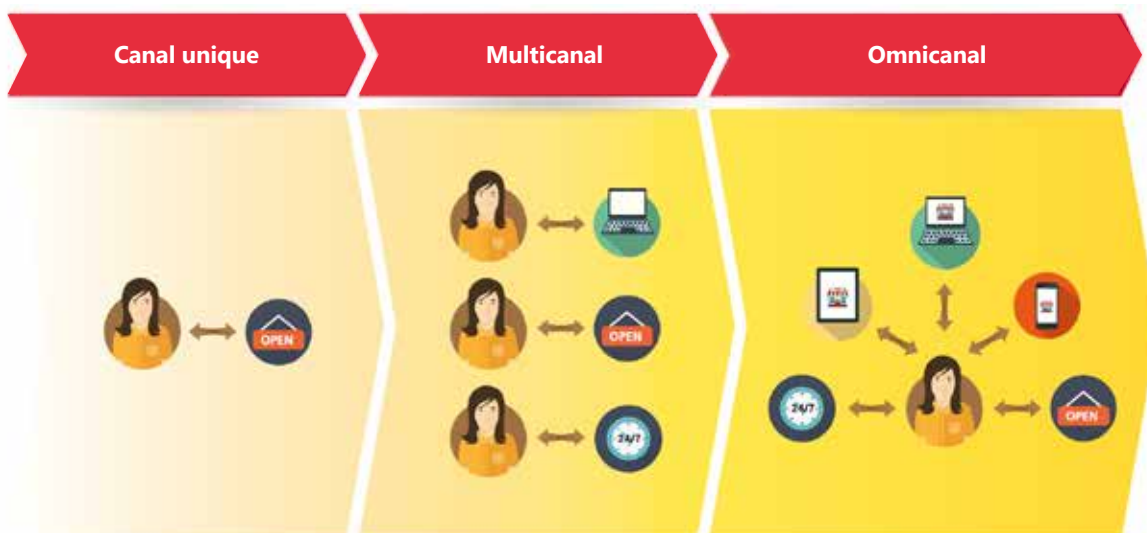 Canal unique
Multicanal
Omnicanal
OPEN
OPEN
24/7
24/7
OPEN